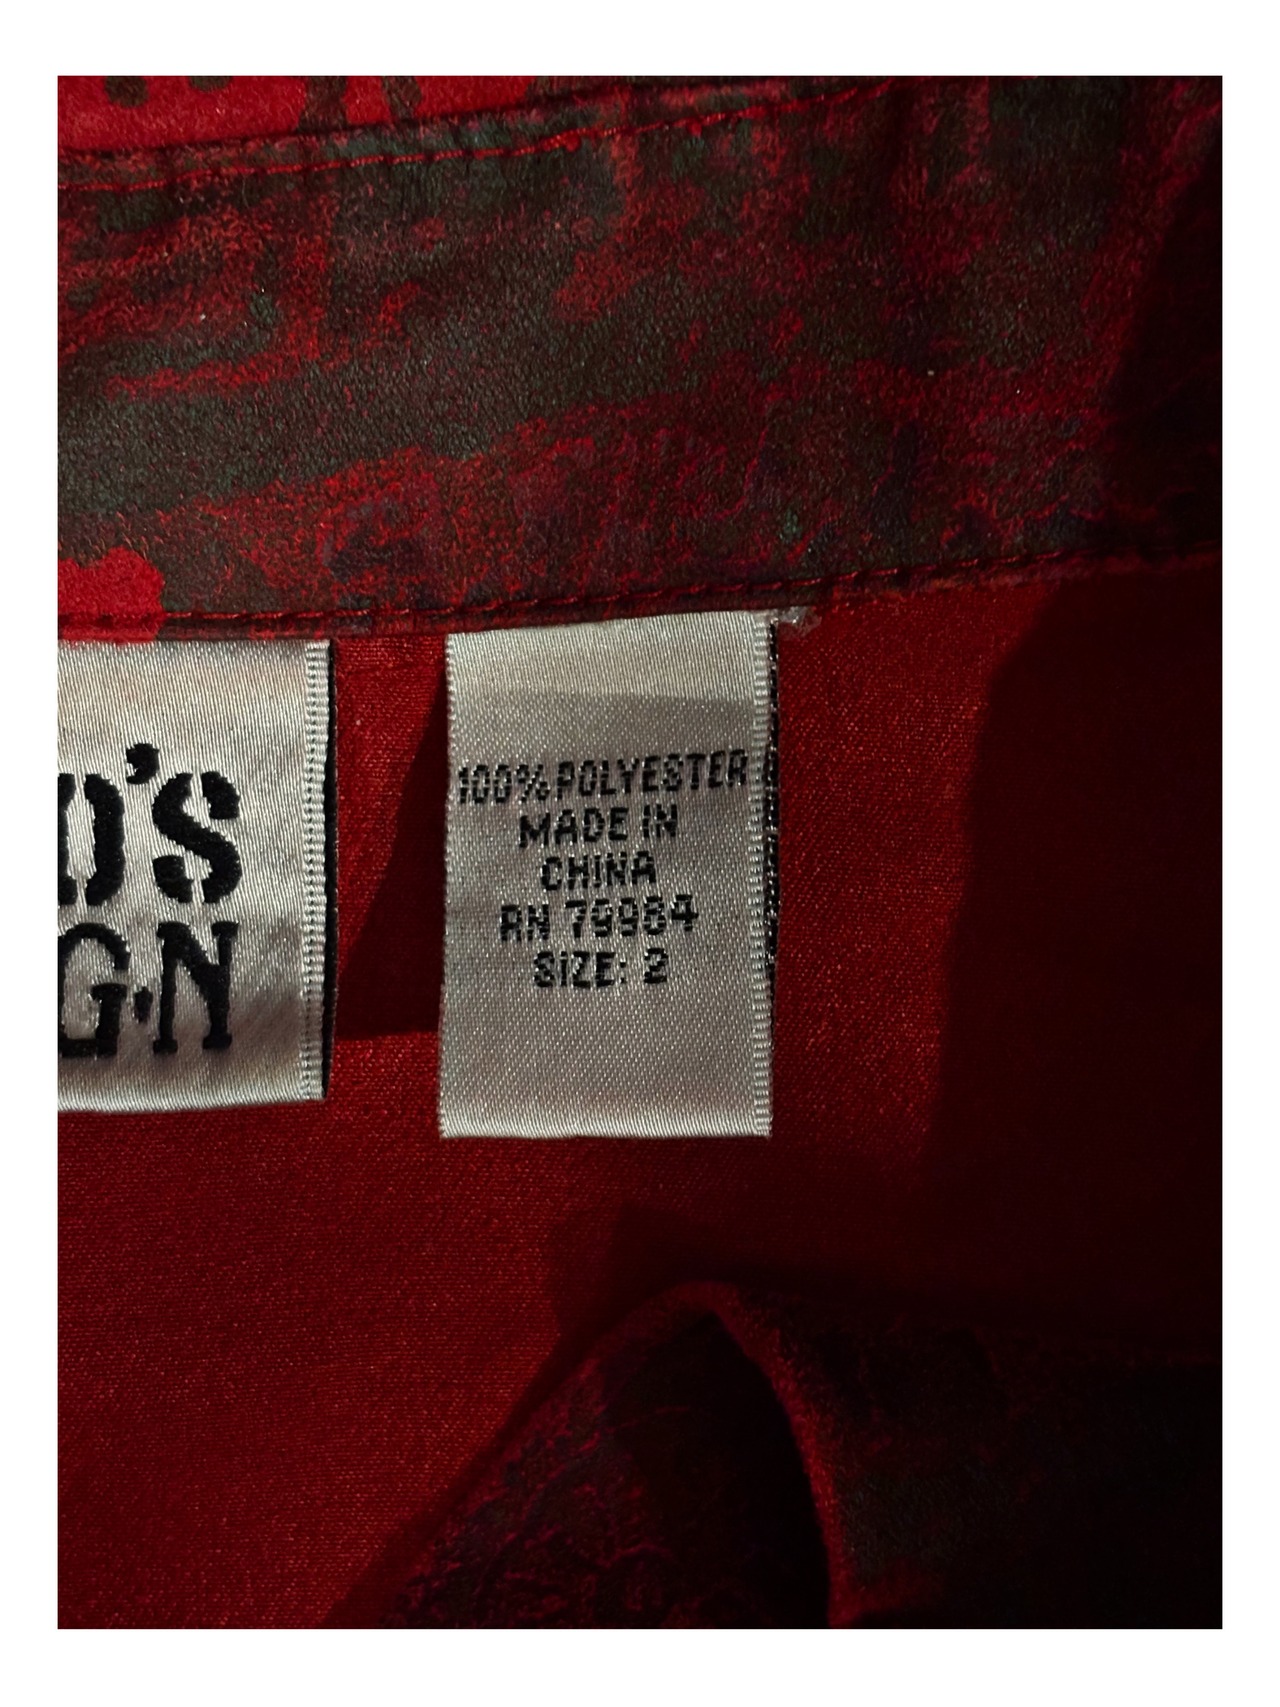 'S
G.N
100% POLYESTER
MADE IN
CHINA
RN 79984
SIZE: 2